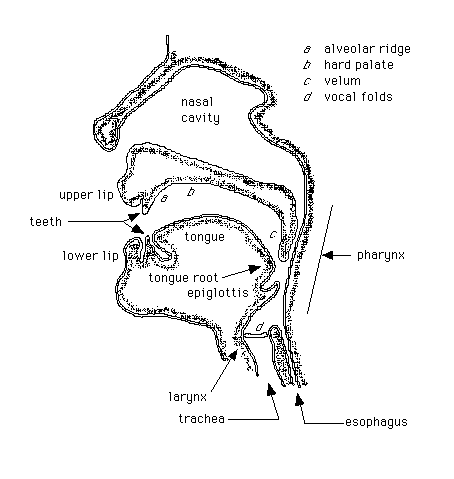 a alveolar ridge
b hard palate
c velum
d vocal folds
nasal
cavity
upper lip
a
b
teeth
tongue
c
lower lip
pharynx
tongue root
epiglottis
d
larynx
trachea
esophagus